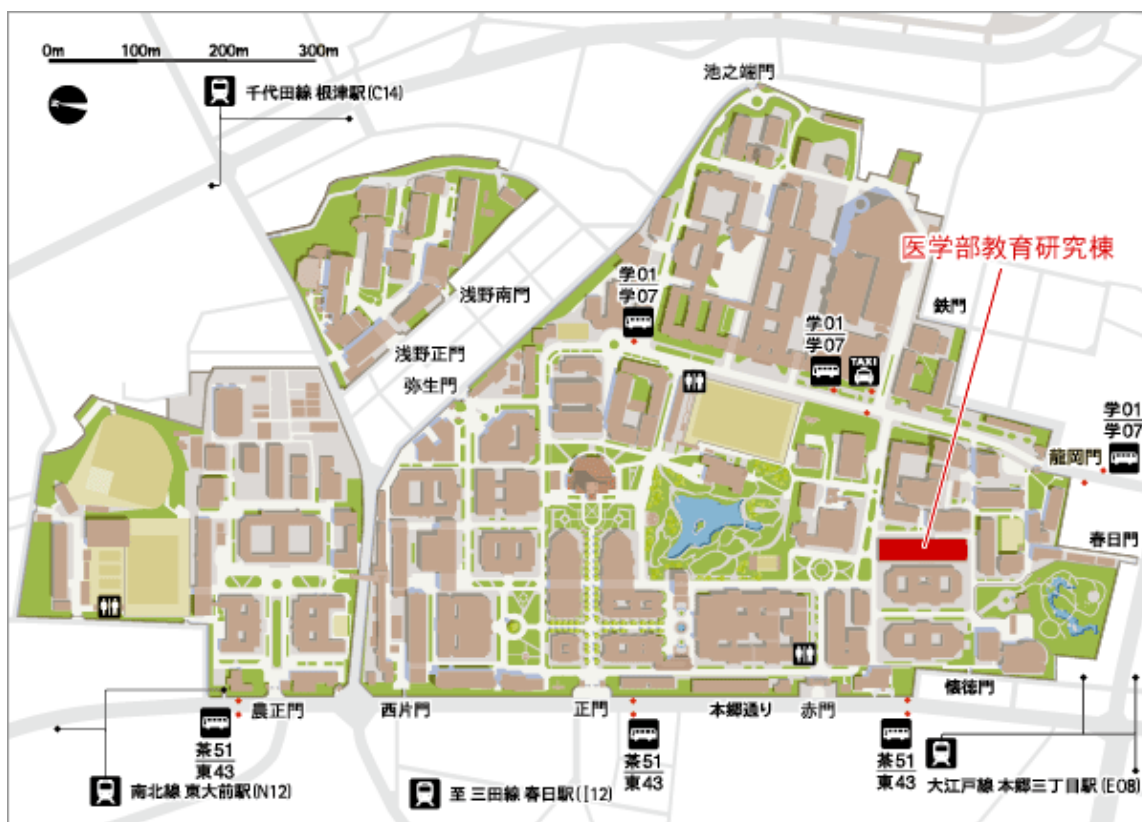 0m 100m 200m 300m
千代田線 根津駅(C14)
池之端門
医学部教育研究棟
学01
学07
浅野南門
鉄門
学01
学07
TAXI
浅野正門
弥生門
学01
学07
龍岡門
春日門
懐徳門
農正門
西片門
正門
本郷通り
赤門
茶51
東43
茶51
東43
茶51
東43
南北線 東大前駅(N12)
至 三田線 春日駅(I12)
大江戸線 本郷三丁目駅(E08)